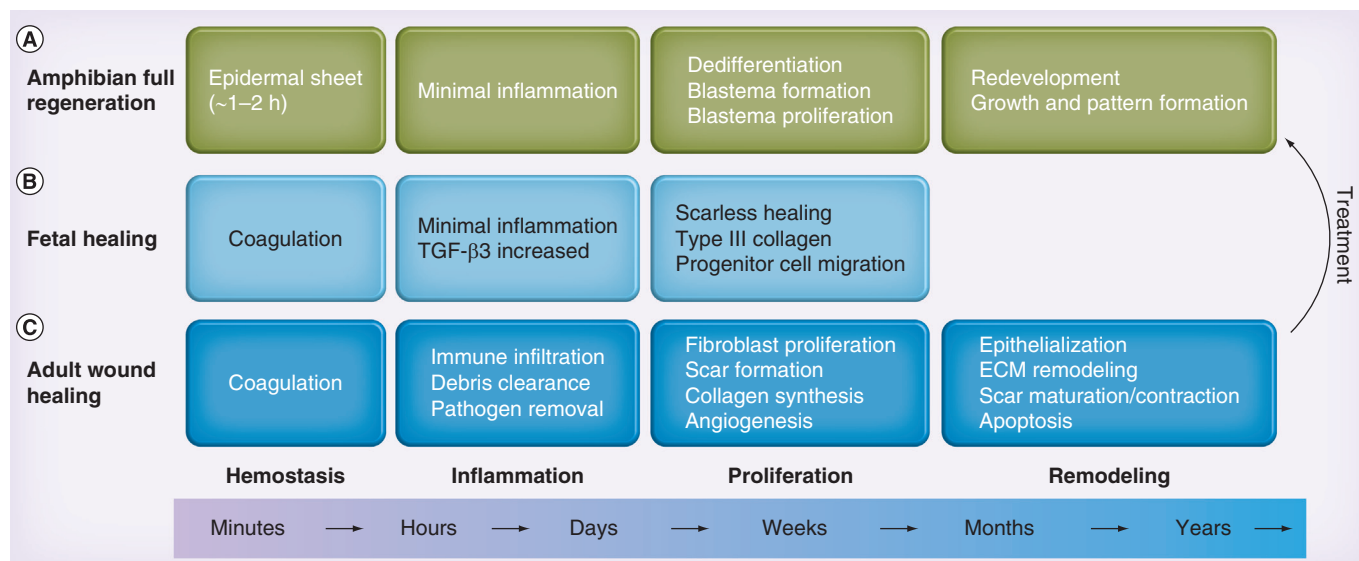 A
Amphibian full
regeneration
Epidermal sheet
(~1–2 h)
Minimal inflammation
Dedifferentiation
Blastema formation
Blastema proliferation
Redevelopment
Growth and pattern formation
B
Fetal healing
Coagulation
Minimal inflammation
TGF-β3 increased
Scarless healing
Type III collagen
Progenitor cell migration
Treatment
C
Adult wound
healing
Coagulation
Immune infiltration
Debris clearance
Pathogen removal
Fibroblast proliferation
Scar formation
Collagen synthesis
Angiogenesis
Epithelialization
ECM remodeling
Scar maturation/contraction
Apoptosis
Hemostasis
Inflammation
Proliferation
Remodeling
Minutes → Hours → Days → Weeks → Months → Years →